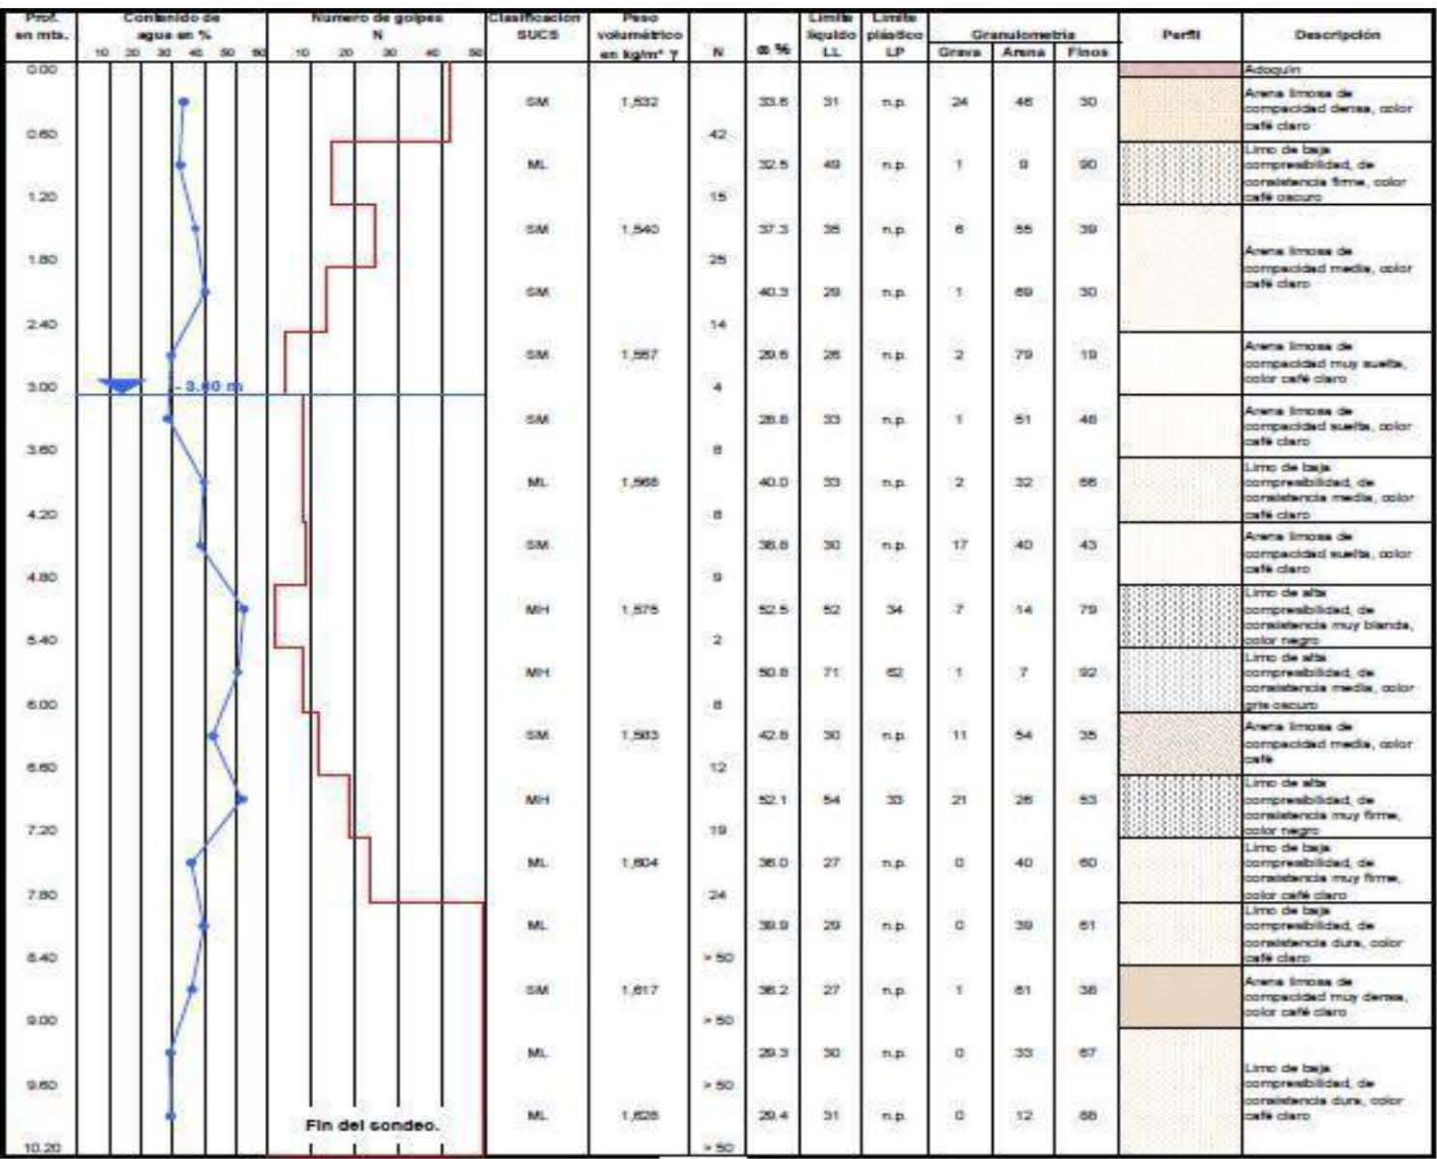 Prof. en mts. | Contenido de agua en % | Número de golpes N | Clasificación SUCS | Peso volumétrico en kg/m³ γ | N | ω % | Límite líquido LL | Límite plástico LP | Granulometría | Perfil | Descripción
10 20 30 40 50 | 10 20 30 40 50 | Grava Arena Finos
0.00
Adoquín
SM 1,532 33.6 31 n.p. 24 46 30 Arena limosa de compacidad densa, color café claro
0.60 42
ML 32.5 49 n.p. 1 9 90 Limo de baja compresibilidad, de consistencia firme, color café oscuro
1.20 15
SM 1,540 37.3 35 n.p. 6 55 39
1.80 25
Arena limosa de compacidad media, color café claro
SM 40.3 29 n.p. 1 69 30
2.40 14
SM 1,557 29.6 26 n.p. 2 79 19 Arena limosa de compacidad muy suelta, color café claro
3.00 4
SM 28.8 33 n.p. 1 51 48 Arena limosa de compacidad suelta, color café claro
3.60 8
ML 1,568 40.0 33 n.p. 2 32 66 Limo de baja compresibilidad, de consistencia media, color café claro
4.20 8
SM 38.8 30 n.p. 17 40 43 Arena limosa de compacidad suelta, color café claro
4.80 9
MH 1,575 52.5 52 34 7 14 79 Limo de alta compresibilidad, de consistencia muy blanda, color negro
5.40 2
MH 50.8 71 62 1 7 92 Limo de alta compresibilidad, de consistencia media, color gris oscuro
6.00 8
SM 1,583 42.8 30 n.p. 11 54 35 Arena limosa de compacidad media, color café
6.60 12
MH 52.1 54 33 21 26 53 Limo de alta compresibilidad, de consistencia muy firme, color negro
7.20 19
ML 1,604 36.0 27 n.p. 0 40 60 Limo de baja compresibilidad, de consistencia muy firme, color café claro
7.80 24
ML 39.9 29 n.p. 0 39 61 Limo de baja compresibilidad, de consistencia dura, color café claro
8.40 > 50
SM 1,617 36.2 27 n.p. 1 61 38 Arena limosa de compacidad muy densa, color café claro
9.00 > 50
ML 29.3 30 n.p. 0 33 67
9.60 > 50
Limo de baja compresibilidad, de consistencia dura, color café claro
ML 1,628 29.4 31 n.p. 0 12 88
Fin del sondeo.
10.20 > 50